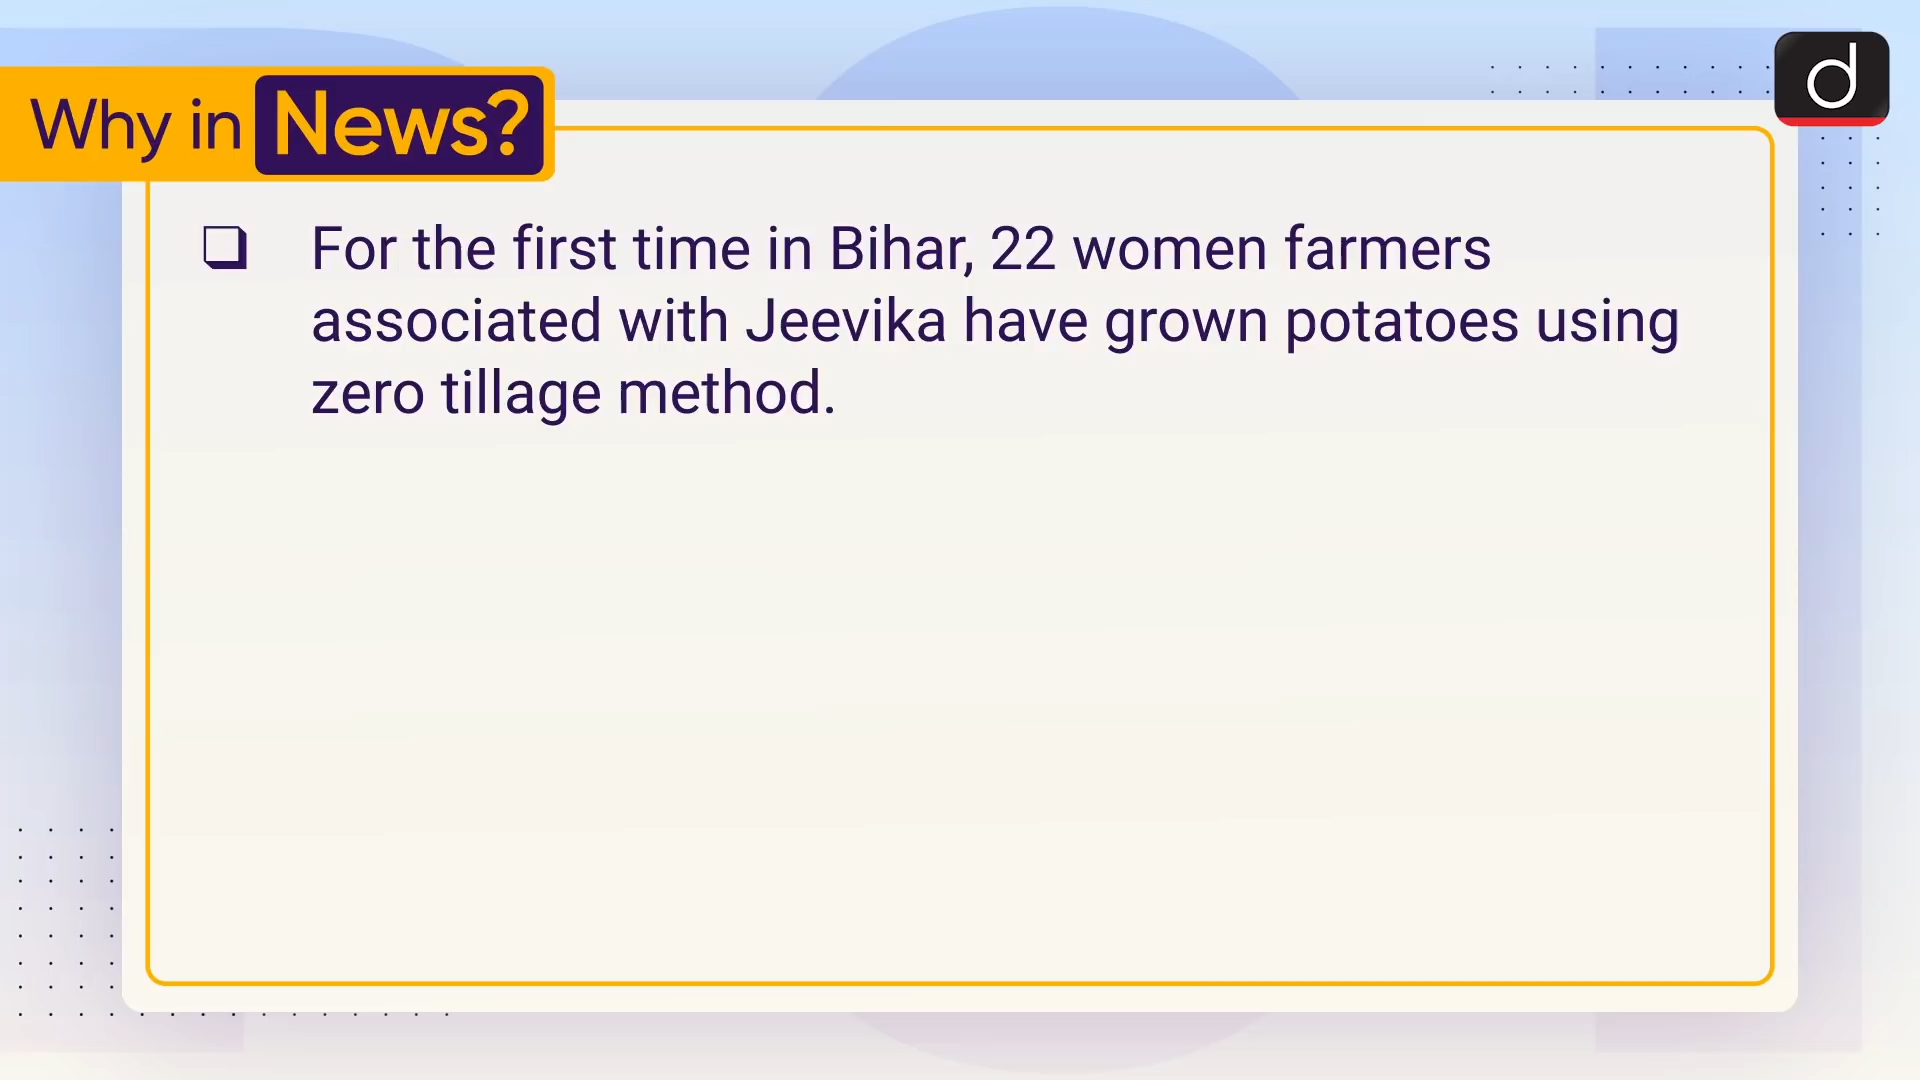 Why in News?
d
❑ For the first time in Bihar, 22 women farmers
associated with Jeevika have grown potatoes using
zero tillage method.